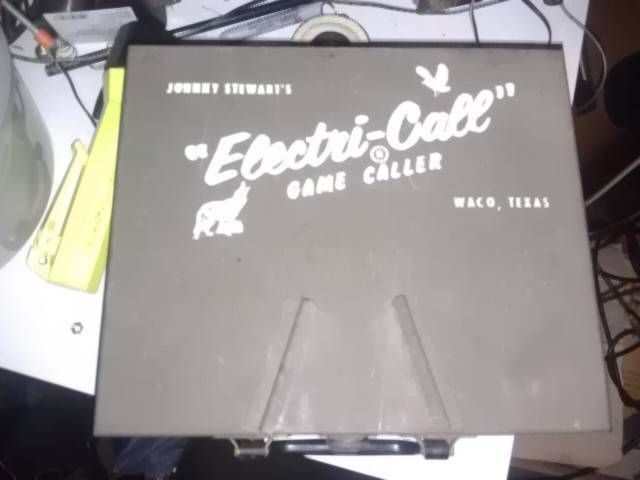 JOHNNY STEWART'S
"Electri-Call"
®
GAME CALLER
WACO, TEXAS